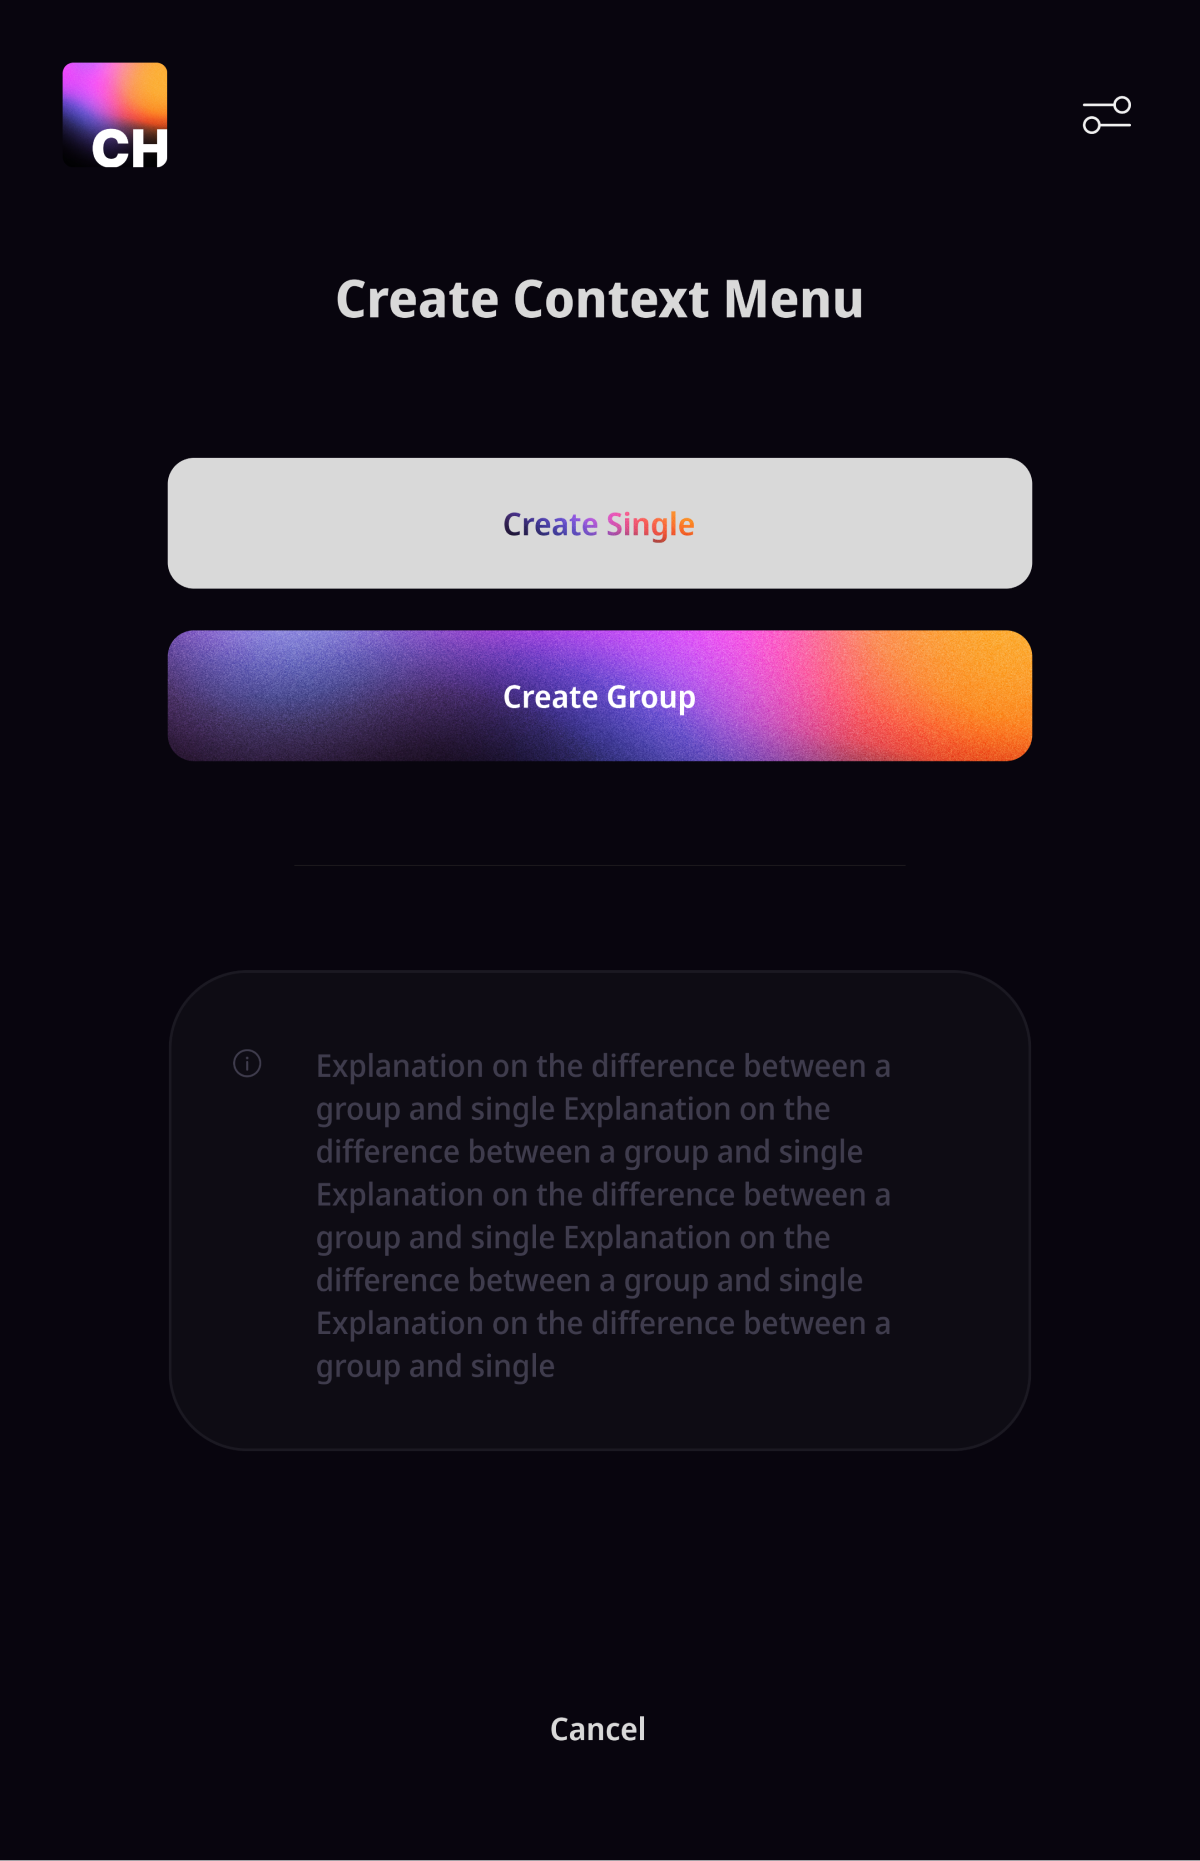 CH
Create Context Menu
Create Single
Create Group
Explanation on the difference between a
group and single Explanation on the
difference between a group and single
Explanation on the difference between a
group and single Explanation on the
difference between a group and single
Explanation on the difference between a
group and single
Cancel